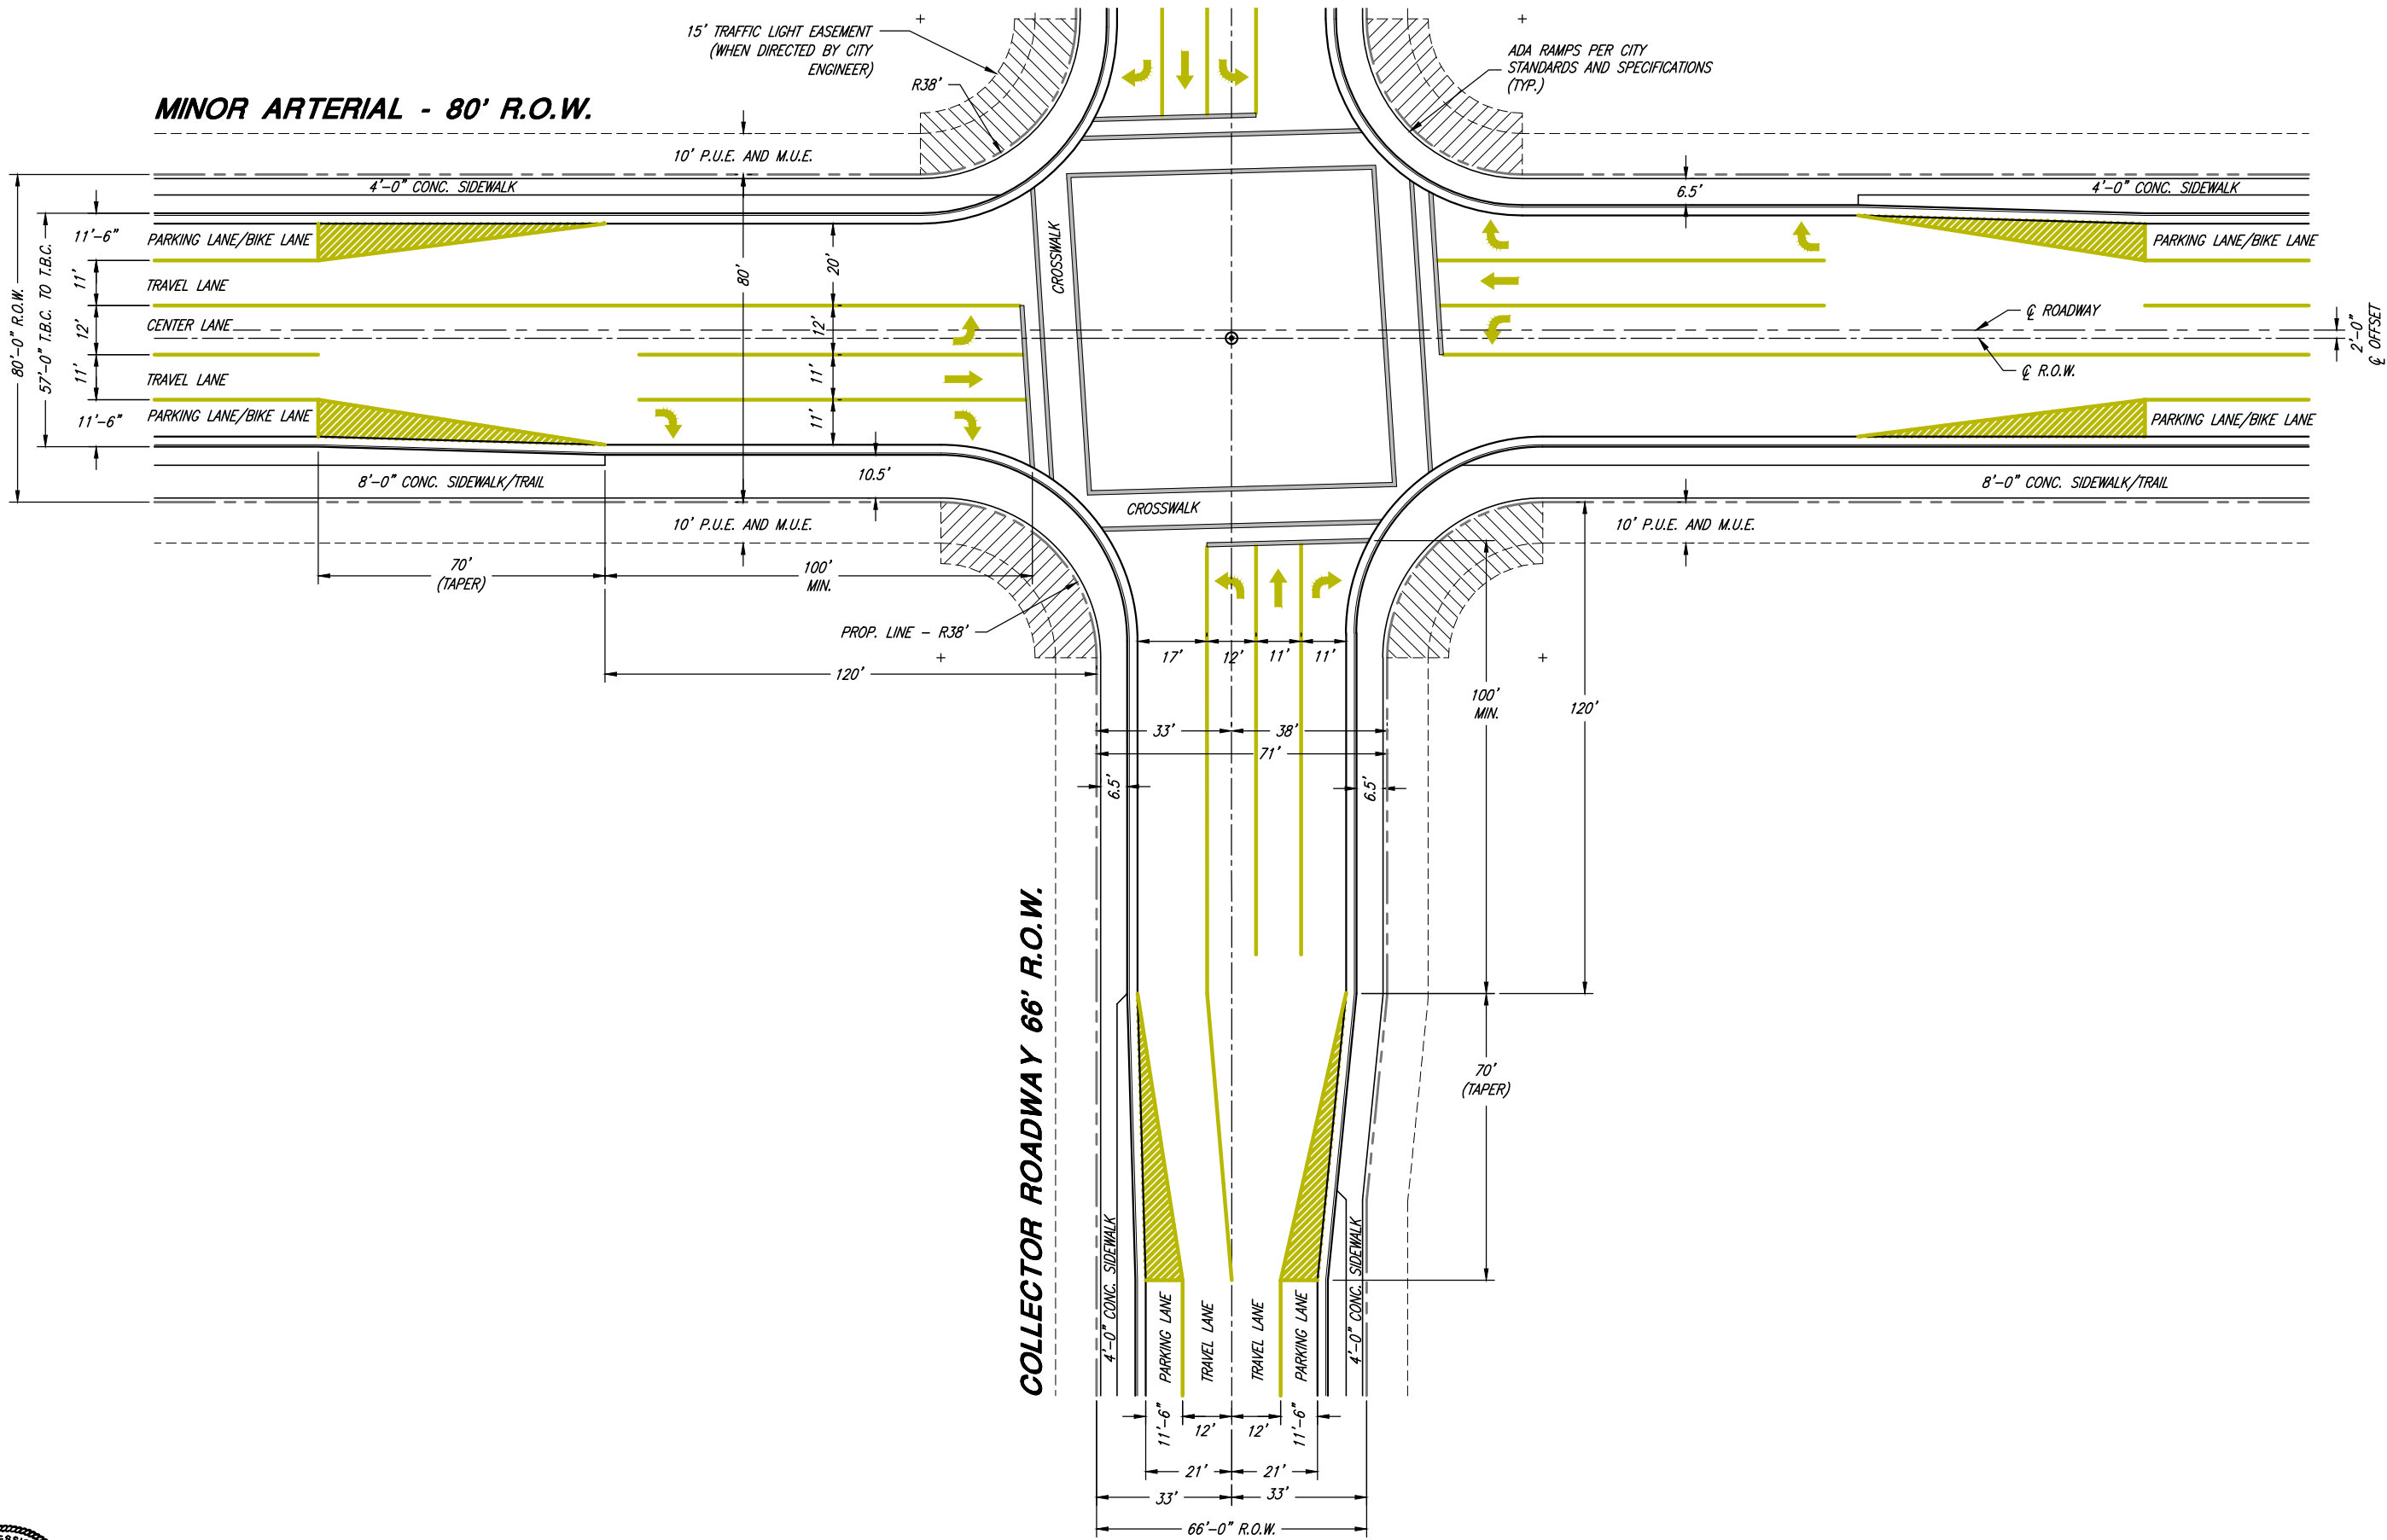 15' TRAFFIC LIGHT EASEMENT
(WHEN DIRECTED BY CITY
ENGINEER)
R38'
ADA RAMPS PER CITY
STANDARDS AND SPECIFICATIONS
(TYP.)
MINOR ARTERIAL - 80' R.O.W.
10' P.U.E. AND M.U.E.
4'-0" CONC. SIDEWALK
6.5'
4'-0" CONC. SIDEWALK
80'-0" R.O.W.
57'-0" T.B.C. TO T.B.C.
11'-6"
11'
12'
11'
11'-6"
PARKING LANE/BIKE LANE
TRAVEL LANE
CENTER LANE
TRAVEL LANE
PARKING LANE/BIKE LANE
80'
20'
12'
11'
11'
CROSSWALK
PARKING LANE/BIKE LANE
℄ ROADWAY
℄ R.O.W.
2'-0"
℄ OFFSET
PARKING LANE/BIKE LANE
10.5'
8'-0" CONC. SIDEWALK/TRAIL
8'-0" CONC. SIDEWALK/TRAIL
CROSSWALK
10' P.U.E. AND M.U.E.
10' P.U.E. AND M.U.E.
70'
(TAPER)
100'
MIN.
PROP. LINE - R38'
120'
17'
12'
11'
11'
100'
MIN.
120'
33'
38'
71'
6.5'
6.5'
COLLECTOR ROADWAY 66' R.O.W.
70'
(TAPER)
4'-0" CONC. SIDEWALK
PARKING LANE
TRAVEL LANE
TRAVEL LANE
PARKING LANE
4'-0" CONC. SIDEWALK
11'-6"
12'
12'
11'-6"
21'
21'
33'
33'
66'-0" R.O.W.